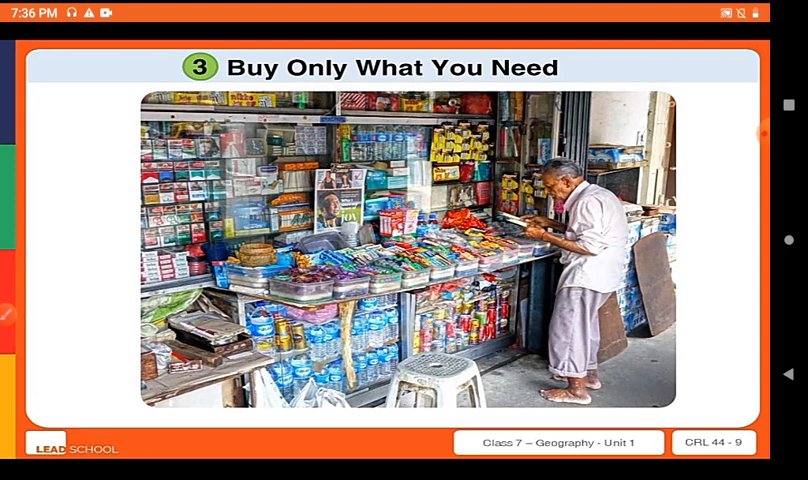 7:36 PM
3 Buy Only What You Need
JOY
LEAD SCHOOL
Class 7 – Geography - Unit 1
CRL 44 - 9